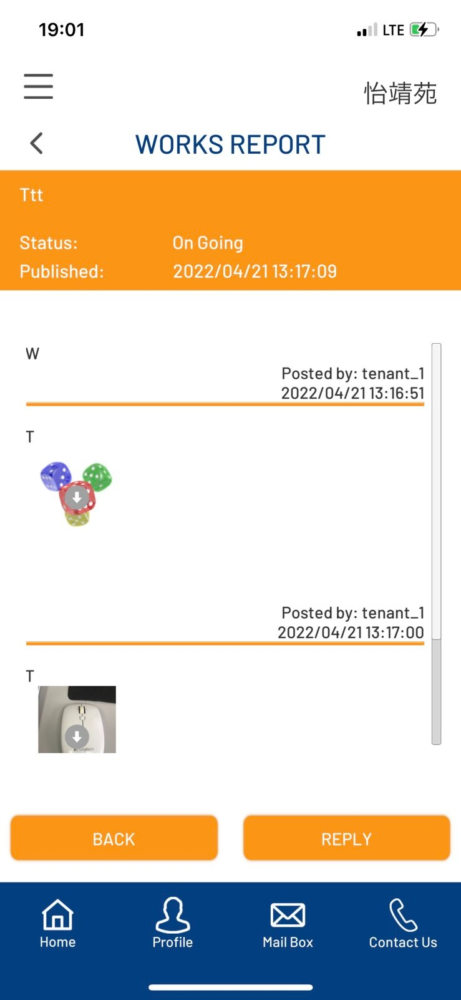 19:01
LTE
怡靖苑
WORKS REPORT
Ttt
Status: On Going
Published: 2022/04/21 13:17:09
W
Posted by: tenant_1
2022/04/21 13:16:51
T
Posted by: tenant_1
2022/04/21 13:17:00
T
Logitech
BACK REPLY
Home Profile Mail Box Contact Us